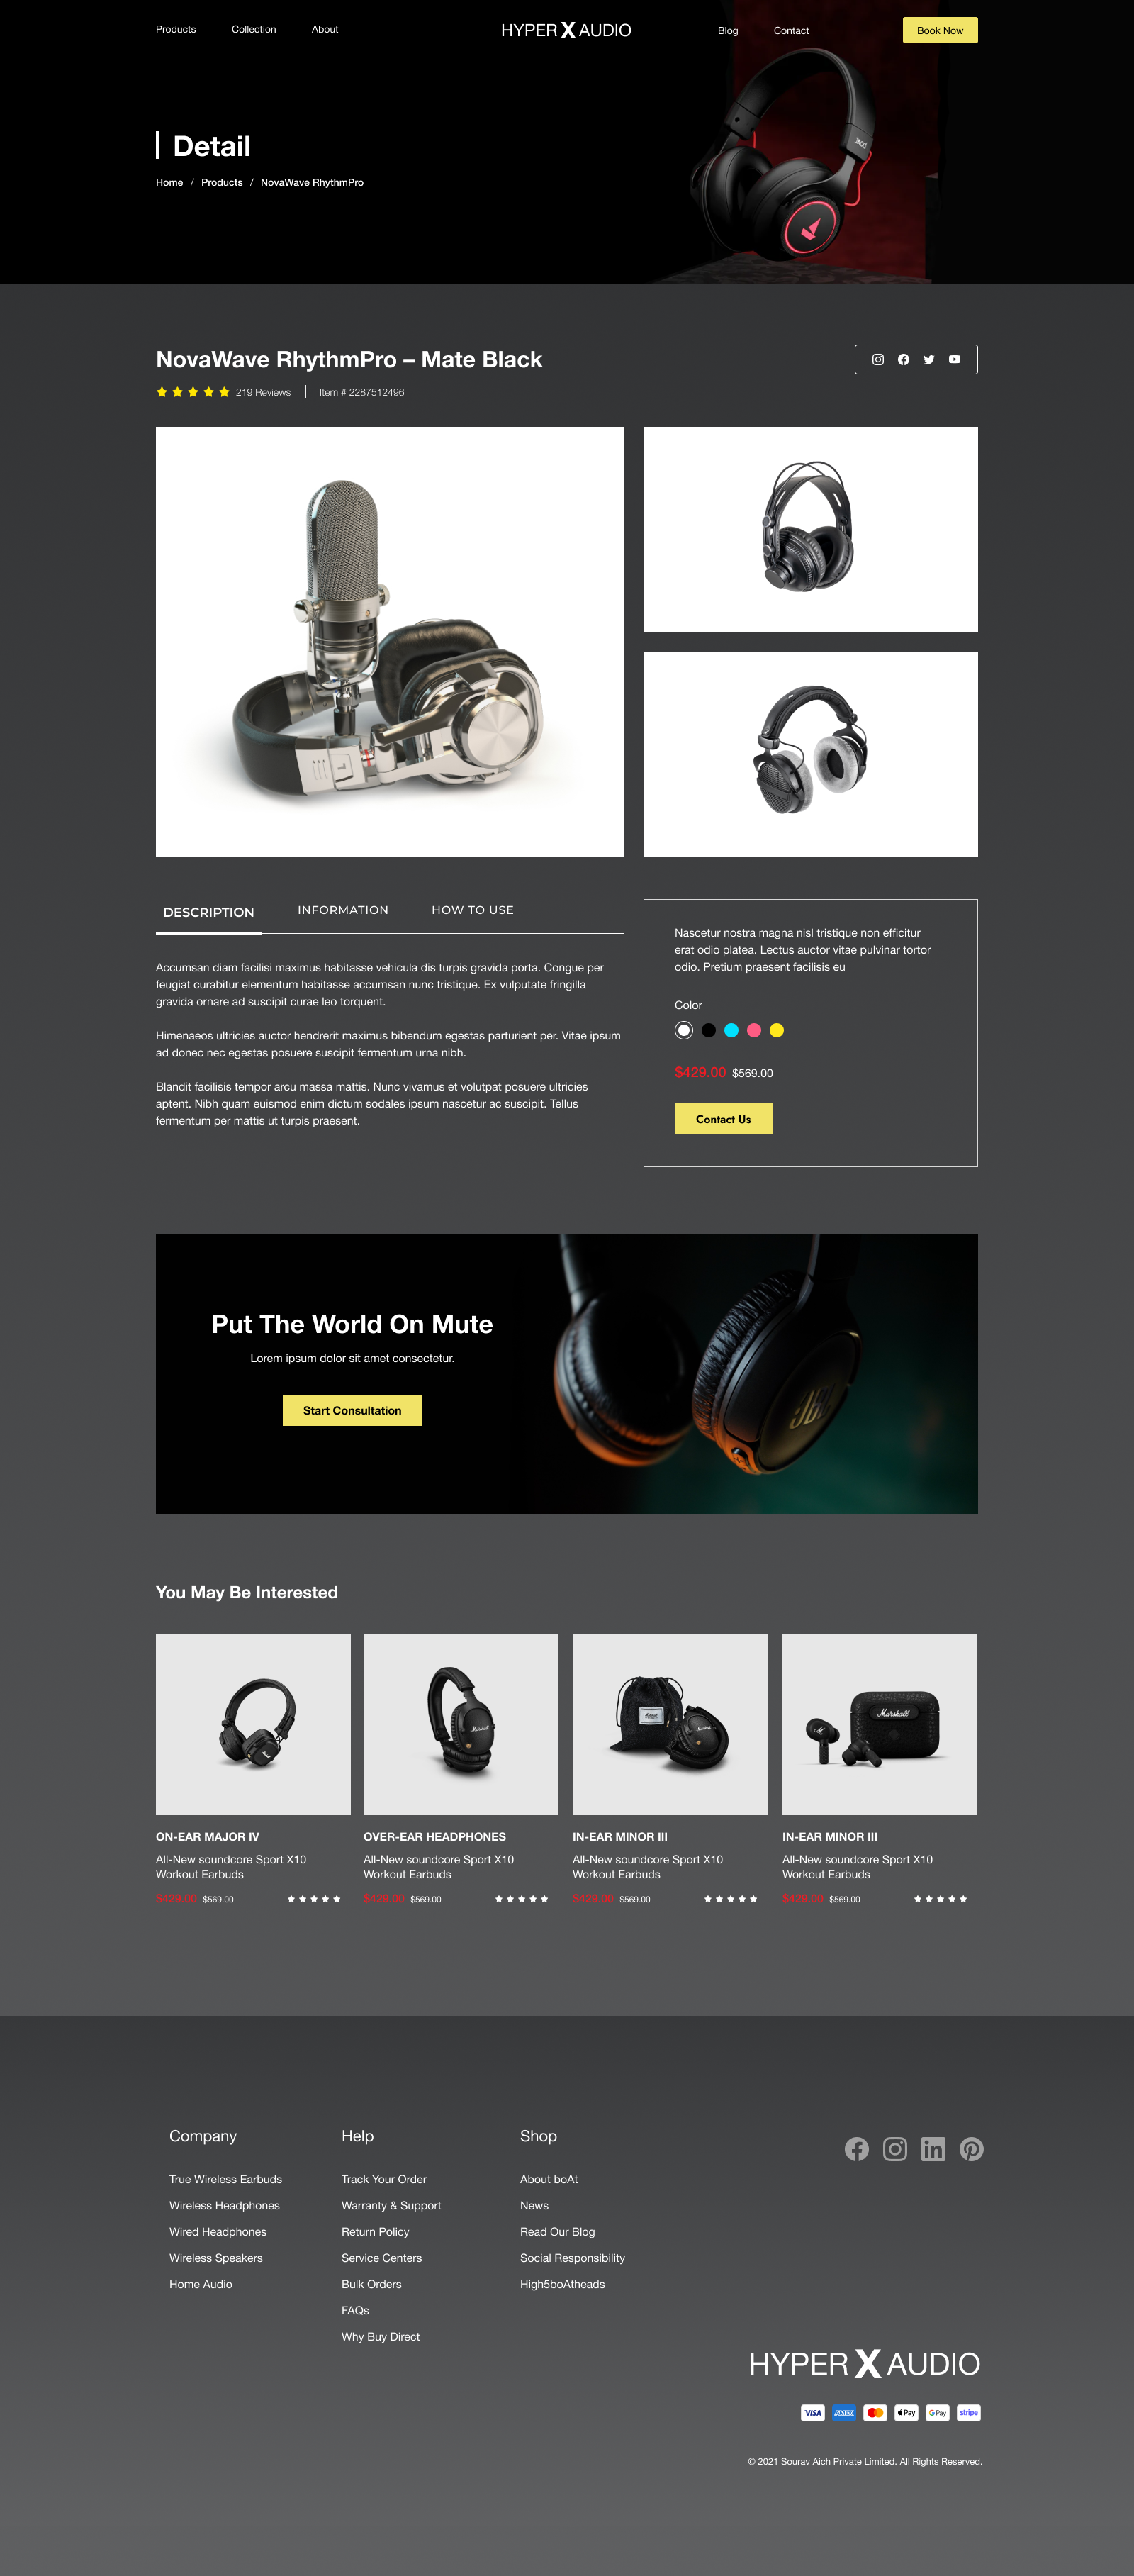 Products
Collection
About
HYPER X AUDIO
Blog
Contact
Book Now
Detail
Home / Products / NovaWave RhythmPro
NovaWave RhythmPro – Mate Black
219 Reviews
Item # 2287512496
DESCRIPTION
INFORMATION
HOW TO USE
Accumsan diam facilisi maximus habitasse vehicula dis turpis gravida porta. Congue per
feugiat curabitur elementum habitasse accumsan nunc tristique. Ex vulputate fringilla
gravida ornare ad suscipit curae leo torquent.
Himenaeos ultricies auctor hendrerit maximus bibendum egestas parturient per. Vitae ipsum
ad donec nec egestas posuere suscipit fermentum urna nibh.
Blandit facilisis tempor arcu massa mattis. Nunc vivamus et volutpat posuere ultricies
aptent. Nibh quam euismod enim dictum sodales ipsum nascetur ac suscipit. Tellus
fermentum per mattis ut turpis praesent.
Nascetur nostra magna nisl tristique non efficitur
erat odio platea. Lectus auctor vitae pulvinar tortor
odio. Pretium praesent facilisis eu
Color
$429.00 $569.00
Contact Us
Put The World On Mute
Lorem ipsum dolor sit amet consectetur.
Start Consultation
JBL
You May Be Interested
Marshall
Marshall
Marshall
ON-EAR MAJOR IV
All-New soundcore Sport X10
Workout Earbuds
$429.00 $569.00
OVER-EAR HEADPHONES
All-New soundcore Sport X10
Workout Earbuds
$429.00 $569.00
IN-EAR MINOR III
All-New soundcore Sport X10
Workout Earbuds
$429.00 $569.00
IN-EAR MINOR III
All-New soundcore Sport X10
Workout Earbuds
$429.00 $569.00
Company
True Wireless Earbuds
Wireless Headphones
Wired Headphones
Wireless Speakers
Home Audio
Help
Track Your Order
Warranty & Support
Return Policy
Service Centers
Bulk Orders
FAQs
Why Buy Direct
Shop
About boAt
News
Read Our Blog
Social Responsibility
High5boAtheads
HYPER X AUDIO
VISA
AMEX
Pay
G Pay
stripe
© 2021 Sourav Aich Private Limited. All Rights Reserved.